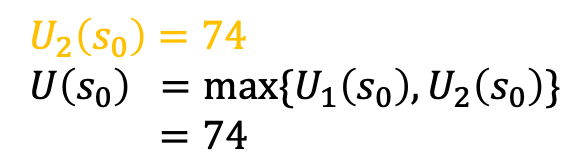 U₂(s₀) = 74
U(s₀) = max{U₁(s₀), U₂(s₀)}
= 74